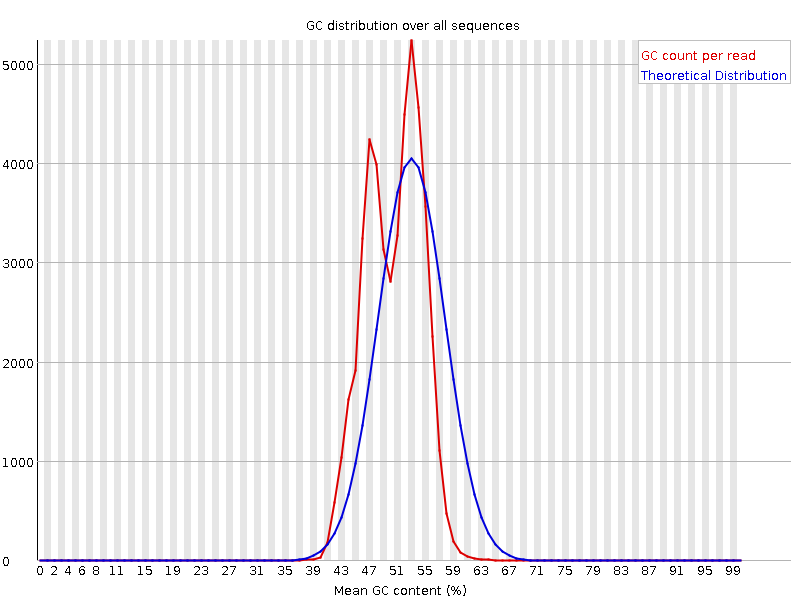 GC distribution over all sequences
GC count per read
Theoretical Distribution
5000
4000
3000
2000
1000
0
0 2 4 6 8 11 15 19 23 27 31 35 39 43 47 51 55 59 63 67 71 75 79 83 87 91 95 99
Mean GC content (%)